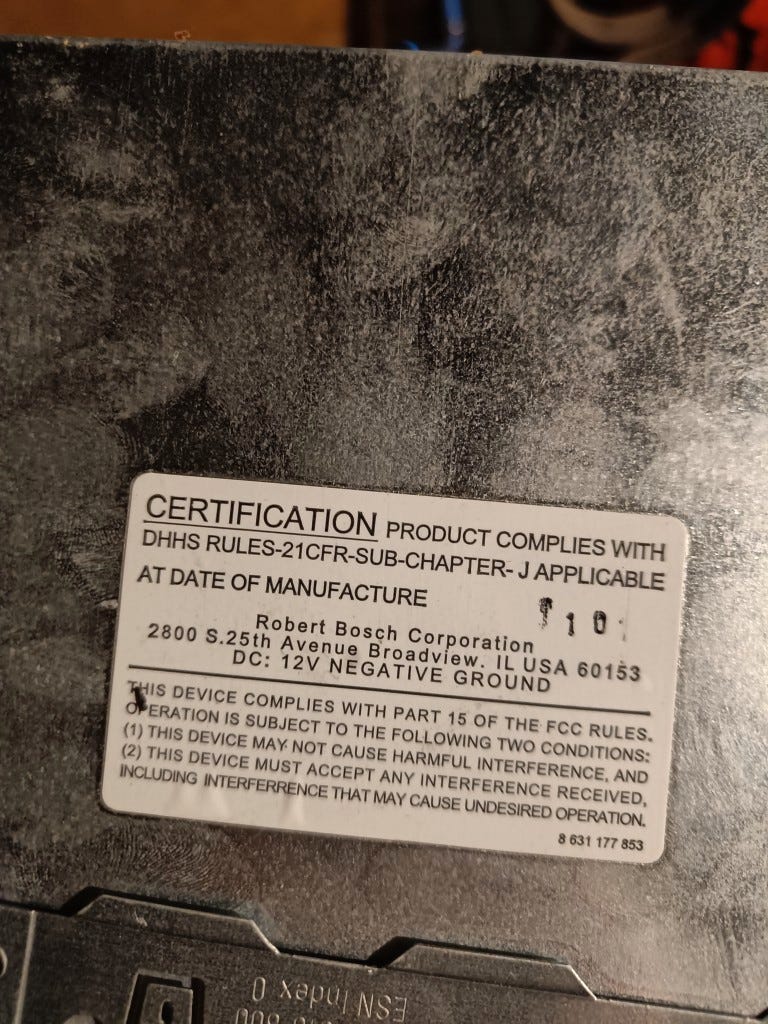 CERTIFICATION PRODUCT COMPLIES WITH
DHHS RULES-21CFR-SUB-CHAPTER- J APPLICABLE
AT DATE OF MANUFACTURE
Robert Bosch Corporation
2800 S.25th Avenue Broadview. IL USA 60153
DC: 12V NEGATIVE GROUND
THIS DEVICE COMPLIES WITH PART 15 OF THE FCC RULES.
OPERATION IS SUBJECT TO THE FOLLOWING TWO CONDITIONS:
(1) THIS DEVICE MAY NOT CAUSE HARMFUL INTERFERENCE, AND
(2) THIS DEVICE MUST ACCEPT ANY INTERFERENCE RECEIVED,
INCLUDING INTERFERRENCE THAT MAY CAUSE UNDESIRED OPERATION.
8 631 177 853
ESN Index 0